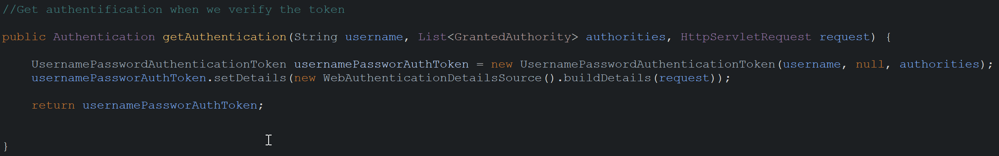 //Get authentification when we verify the token
public Authentication getAuthentication(String username, List<GrantedAuthority> authorities, HttpServletRequest request) {
UsernamePasswordAuthenticationToken usernamePassworAuthToken = new UsernamePasswordAuthenticationToken(username, null, authorities);
usernamePassworAuthToken.setDetails(new WebAuthenticationDetailsSource().buildDetails(request));
return usernamePassworAuthToken;
}